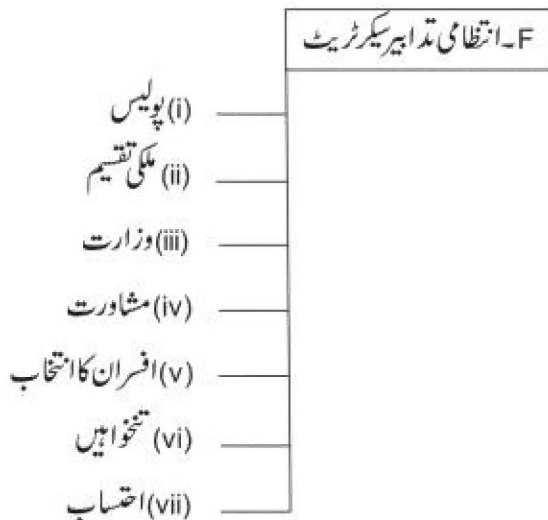 F۔انتظامی تدابیر سیکرٹریٹ
(i) پولیس
(ii) ملکی تقسیم
(iii) وزارت
(iv) مشاورت
(v) افسران کا انتخاب
(vi) تنخواہیں
(vii) احتساب